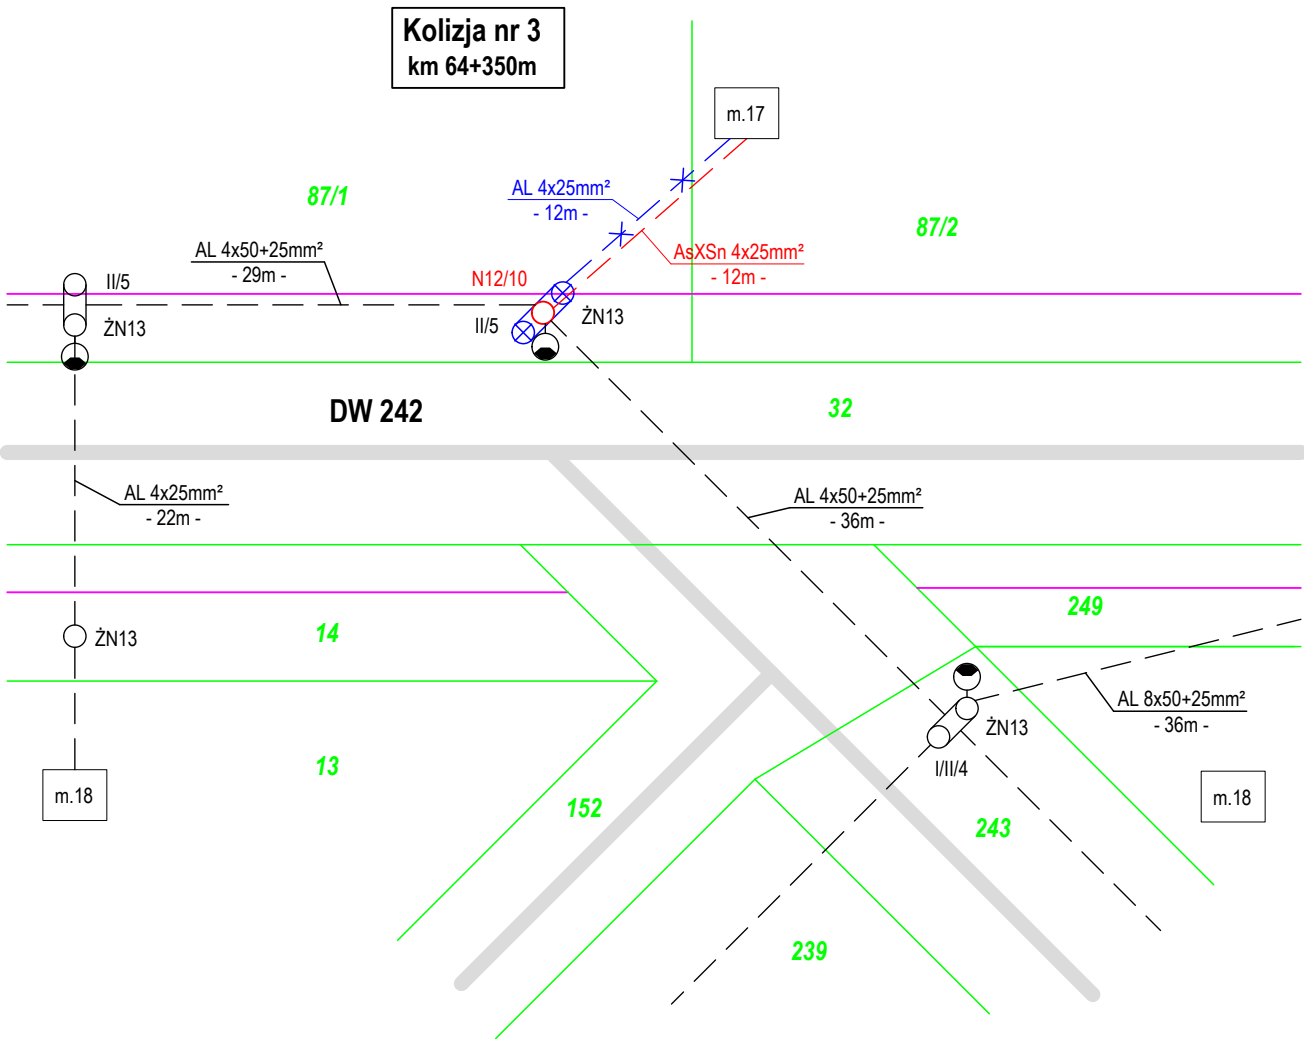 Kolizja nr 3
km 64+350m
m.17
87/1
AL 4x25mm²
- 12m -
87/2
AL 4x50+25mm²
- 29m -
AsXSn 4x25mm²
- 12m -
II/5
N12/10
ŻN13
II/5
ŻN13
DW 242
32
AL 4x25mm²
- 22m -
AL 4x50+25mm²
- 36m -
249
14
ŻN13
AL 8x50+25mm²
- 36m -
ŻN13
I/II/4
13
m.18
152
243
m.18
239